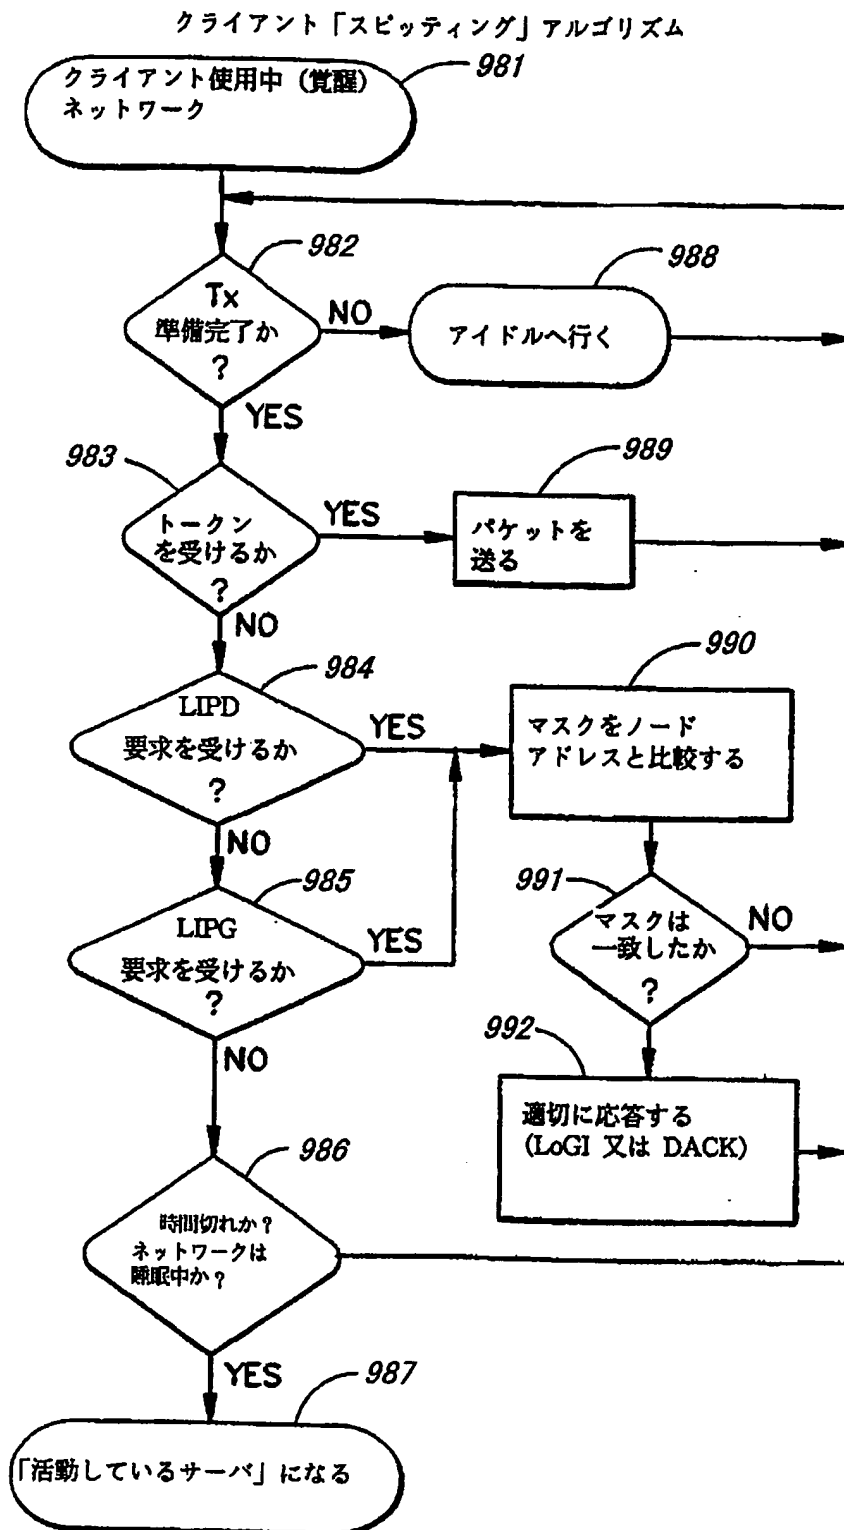 クライアント「スピッティング」アルゴリズム
クライアント使用中（覚醒）
ネットワーク
981
982
Tx
準備完了か
?
NO
988
アイドルへ行く
YES
983
トークン
を受けるか
?
YES
989
パケットを
送る
NO
984
LIPD
要求を受けるか
?
YES
990
マスクをノード
アドレスと比較する
NO
985
LIPG
要求を受けるか
?
YES
991
マスクは
一致したか
?
NO
NO
992
適切に応答する
(LoGI 又は DACK)
986
時間切れか?
ネットワークは
睡眠中か?
YES
987
「活動しているサーバ」になる